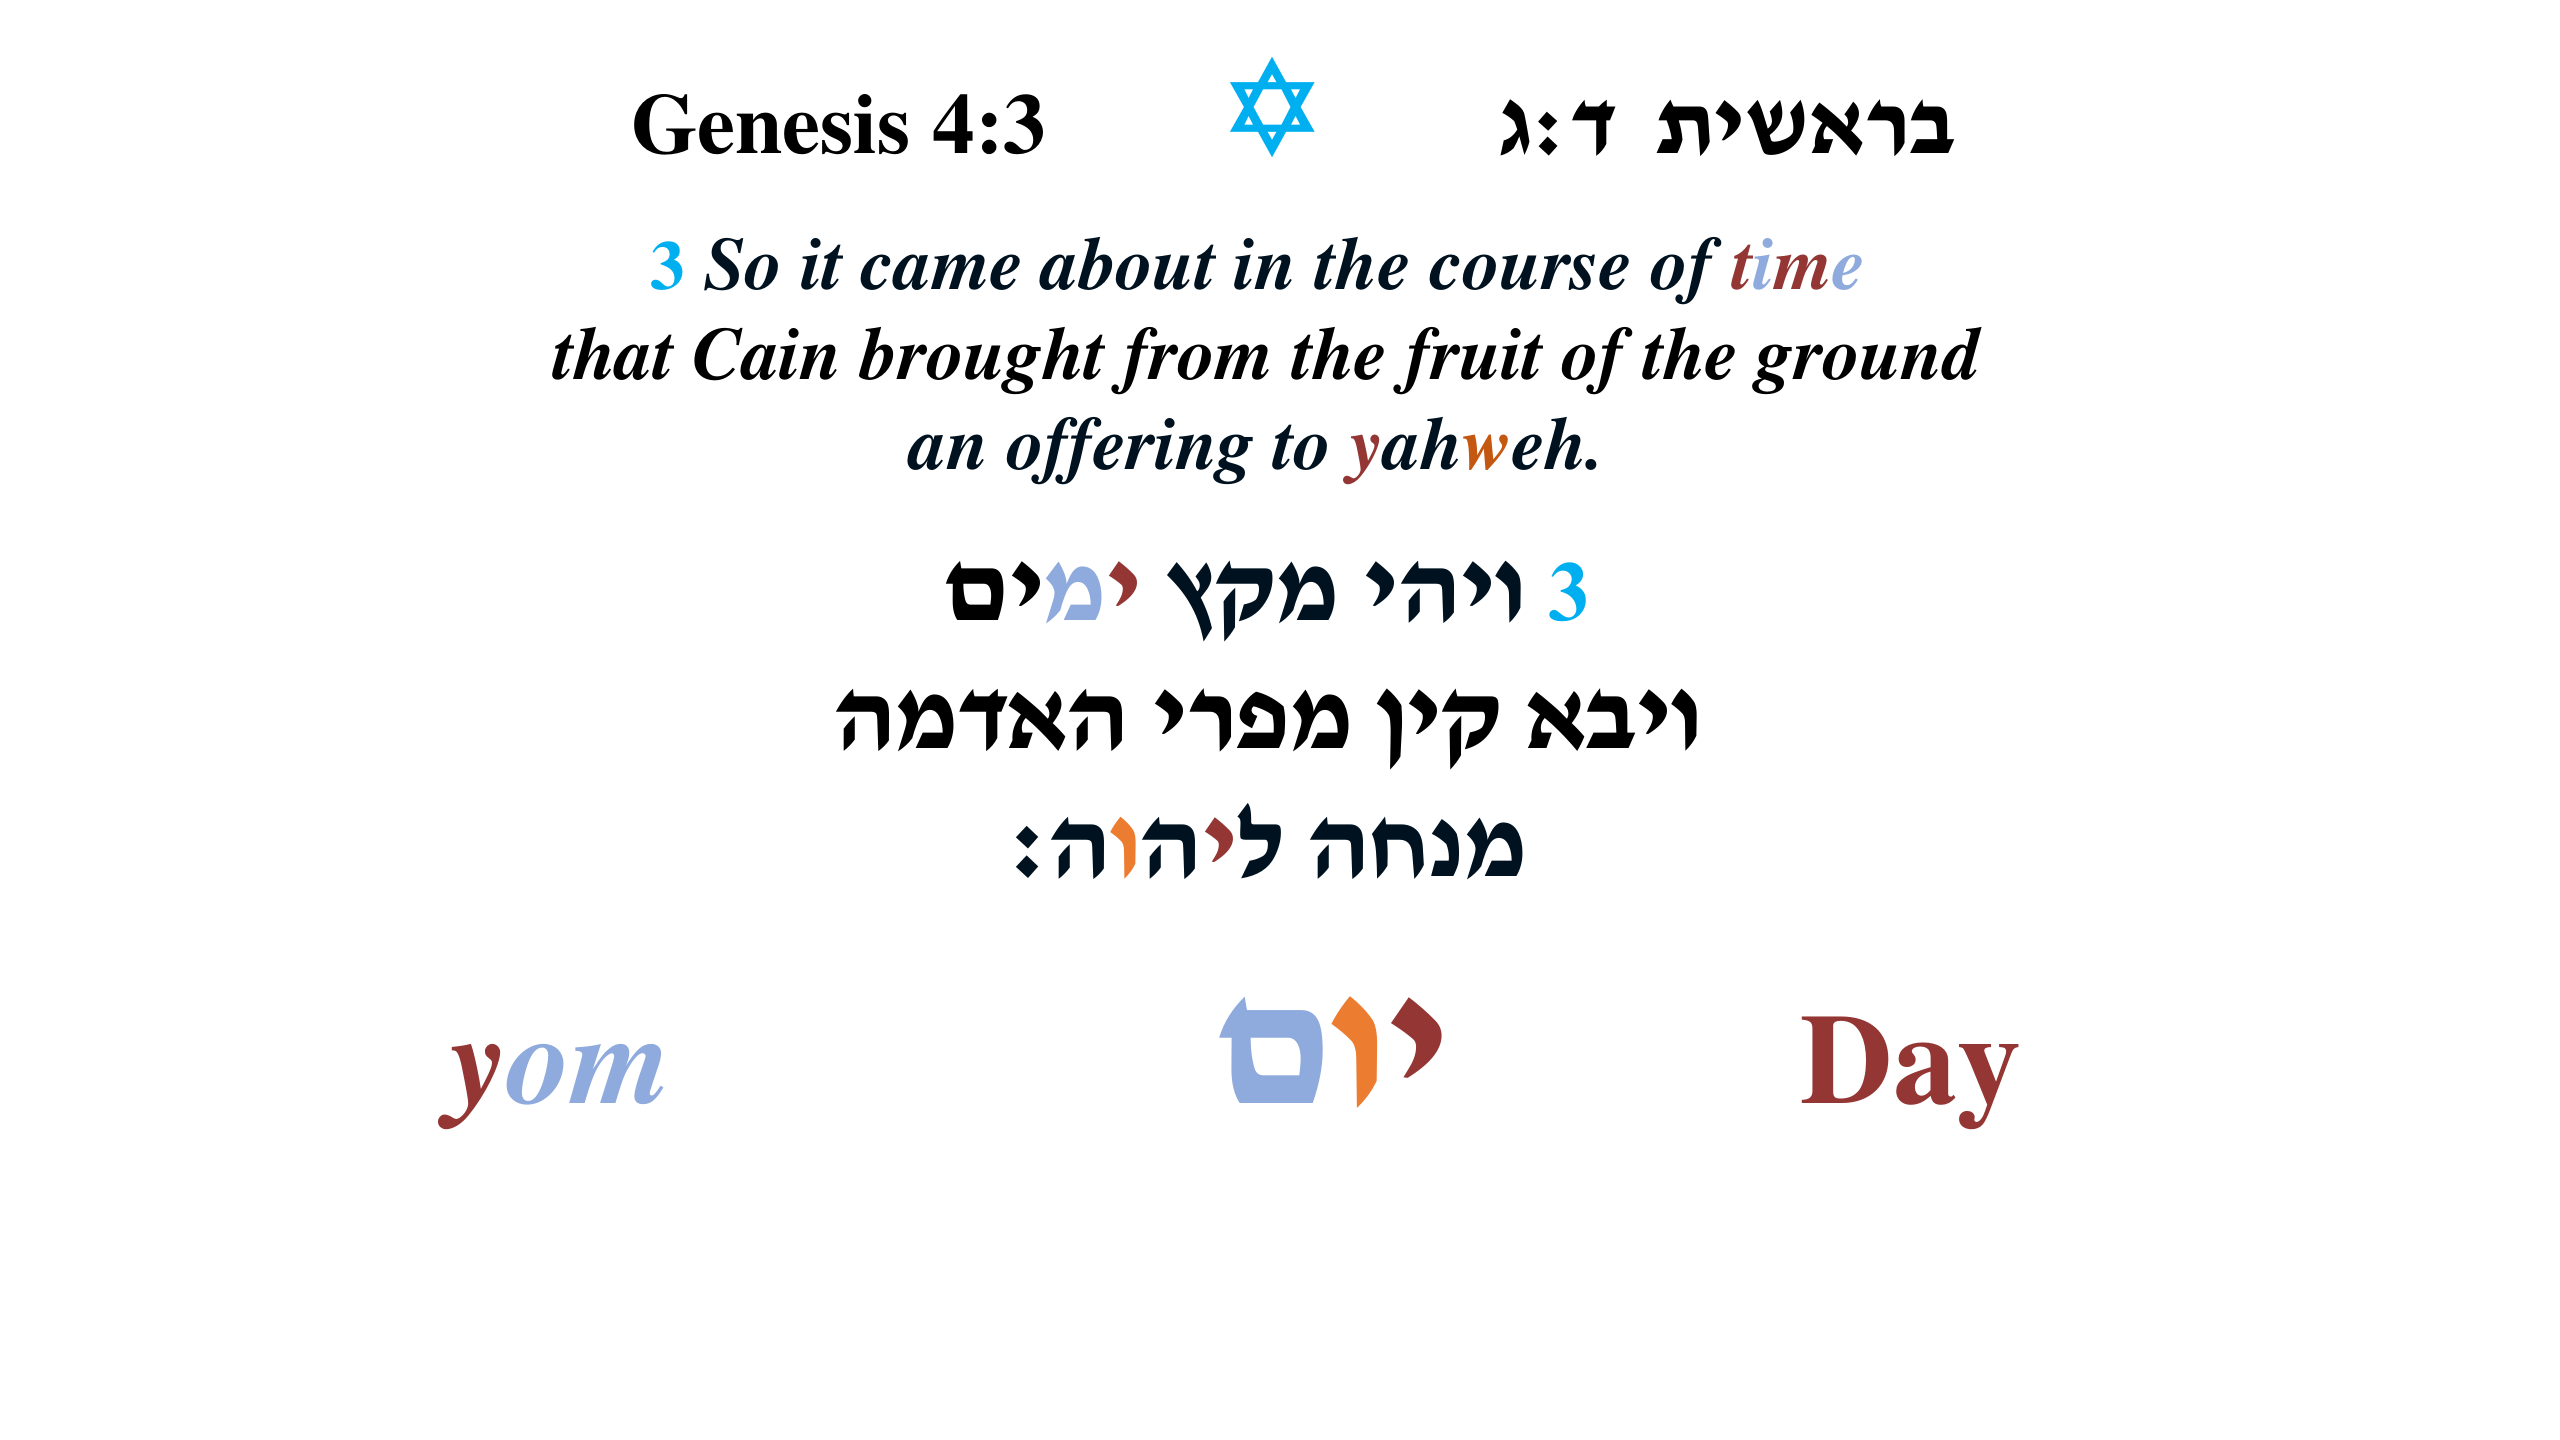 Genesis 4:3 ✡ בראשית ד:ג
3 So it came about in the course of time
that Cain brought from the fruit of the ground
an offering to yahweh.
3 ויהי מקץ ימים
ויבא קין מפרי האדמה
מנחה ליהוה:
yom יום Day